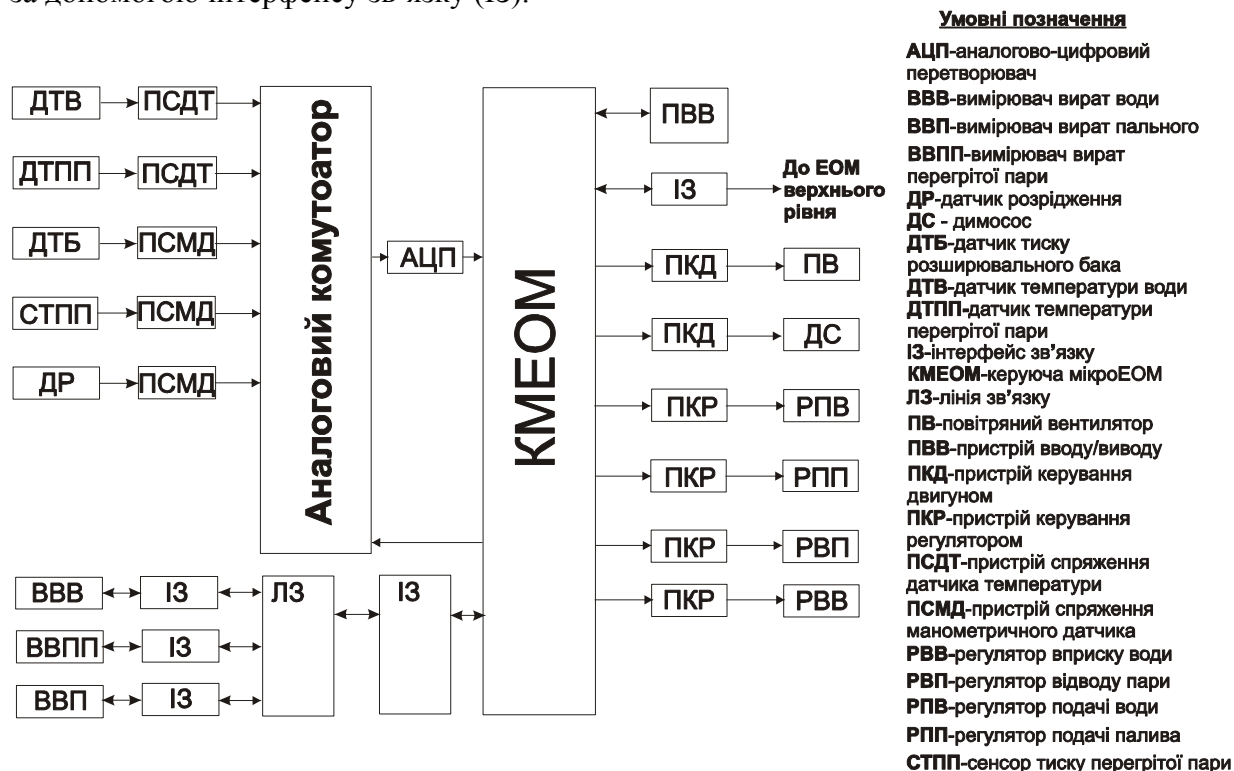 за допомогою інтерфейсу зв'язку (ІЗ).
Умовні позначення
АЦП-аналогово-цифровий
перетворювач
ВВВ-вимірювач вират води
ВВП-вимірювач вират пального
ВВПП-вимірювач вират
перегрітої пари
ДР-датчик розрідження
ДС - димосос
ДТБ-датчик тиску
розширювального бака
ДТВ-датчик температури води
ДТПП-датчик температури
перегрітої пари
ІЗ-інтерфейс зв'язку
КМЕОМ-керуюча мікроЕОМ
ЛЗ-лінія зв'язку
ПВ-повітряний вентилятор
ПВВ-пристрій вводу/виводу
ПКД-пристрій керування
двигуном
ПКР-пристрій керування
регулятором
ПСДТ-пристрій спряження
датчика температури
ПСМД-пристрій спряження
манометричного датчика
РВВ-регулятор вприску води
РВП-регулятор відводу пари
РПВ-регулятор подачі води
РПП-регулятор подачі палива
СТПП-сенсор тиску перегрітої пари
ДТВ ПСДТ
ДТПП ПСДТ
ДТБ ПСМД
СТПП ПСМД
ДР ПСМД
Аналоговий комутоатор
АЦП
КМЕОМ
ПВВ
ІЗ
До ЕОМ
верхнього
рівня
ПКД ПВ
ПКД ДС
ПКР РПВ
ПКР РПП
ПКР РВП
ПКР РВВ
ВВВ ІЗ ЛЗ ІЗ
ВВПП ІЗ
ВВП ІЗ